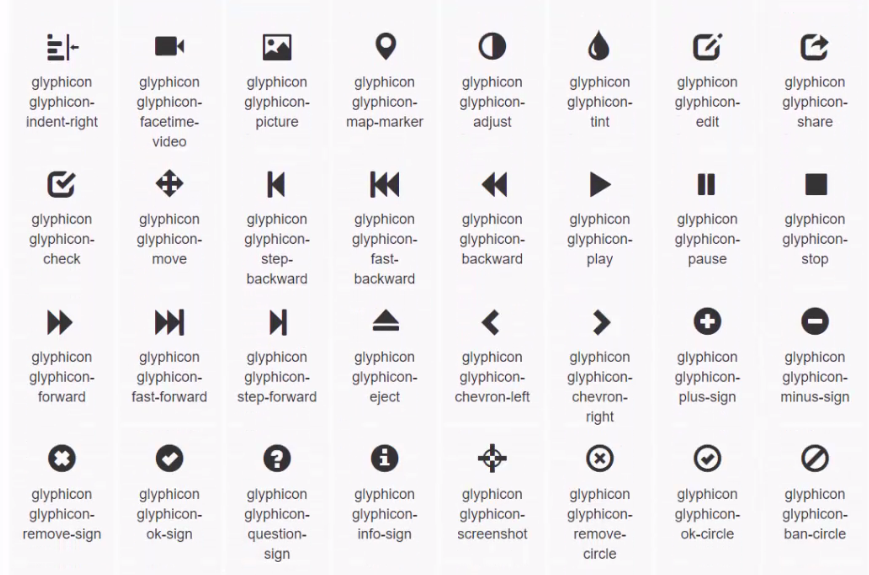 glyphicon
glyphicon-
indent-right
glyphicon
glyphicon-
facetime-
video
glyphicon
glyphicon-
picture
glyphicon
glyphicon-
map-marker
glyphicon
glyphicon-
adjust
glyphicon
glyphicon-
tint
glyphicon
glyphicon-
edit
glyphicon
glyphicon-
share
glyphicon
glyphicon-
check
glyphicon
glyphicon-
move
glyphicon
glyphicon-
step-
backward
glyphicon
glyphicon-
fast-
backward
glyphicon
glyphicon-
backward
glyphicon
glyphicon-
play
glyphicon
glyphicon-
pause
glyphicon
glyphicon-
stop
glyphicon
glyphicon-
forward
glyphicon
glyphicon-
fast-forward
glyphicon
glyphicon-
step-forward
glyphicon
glyphicon-
eject
glyphicon
glyphicon-
chevron-left
glyphicon
glyphicon-
chevron-
right
glyphicon
glyphicon-
plus-sign
glyphicon
glyphicon-
minus-sign
glyphicon
glyphicon-
remove-sign
glyphicon
glyphicon-
ok-sign
glyphicon
glyphicon-
question-
sign
glyphicon
glyphicon-
info-sign
glyphicon
glyphicon-
screenshot
glyphicon
glyphicon-
remove-
circle
glyphicon
glyphicon-
ok-circle
glyphicon
glyphicon-
ban-circle